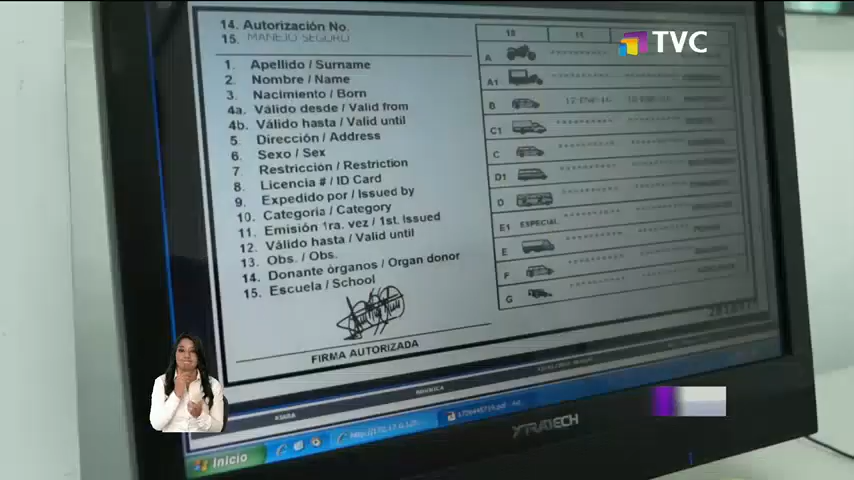 TVC
14. Autorización No.
15. MANEJO SEGURO
1. Apellido / Surname
2. Nombre / Name
3. Nacimiento / Born
4a. Válido desde / Valid from
4b. Válido hasta / Valid until
5. Dirección / Address
6. Sexo / Sex
7. Restricción / Restriction
8. Licencia # / ID Card
9. Expedido por / Issued by
10. Categoría / Category
11. Emisión 1ra. vez / 1st. Issued
12. Válido hasta / Valid until
13. Obs. / Obs.
14. Donante órganos / Organ donor
15. Escuela / School
FIRMA AUTORIZADA
11
A
A1
B
C1
C
D1
D
E1 ESPECIAL
E
F
G
Inicio
XTRATECH